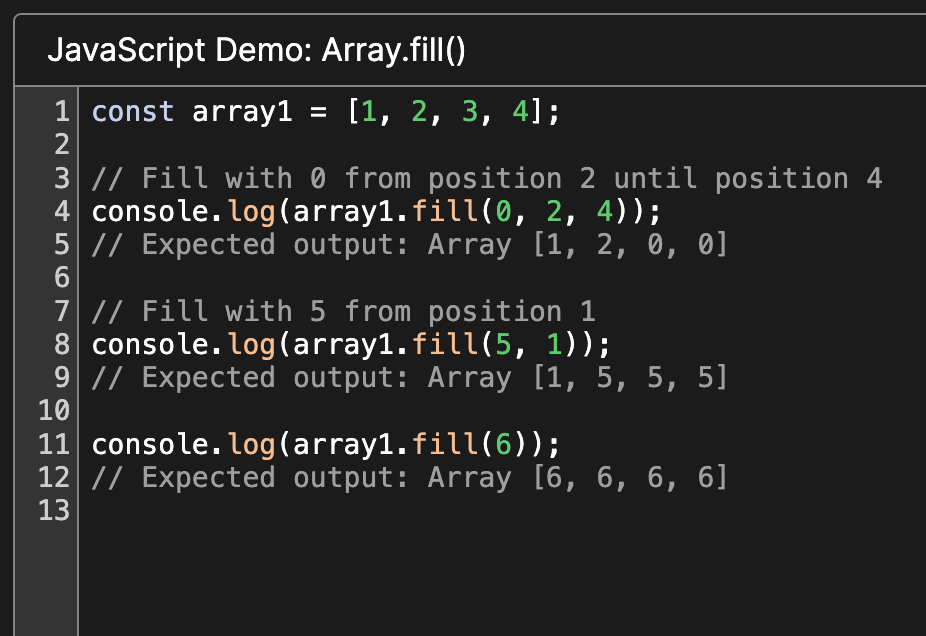 JavaScript Demo: Array.fill()
1 const array1 = [1, 2, 3, 4];
2
3 // Fill with 0 from position 2 until position 4
4 console.log(array1.fill(0, 2, 4));
5 // Expected output: Array [1, 2, 0, 0]
6
7 // Fill with 5 from position 1
8 console.log(array1.fill(5, 1));
9 // Expected output: Array [1, 5, 5, 5]
10
11 console.log(array1.fill(6));
12 // Expected output: Array [6, 6, 6, 6]
13